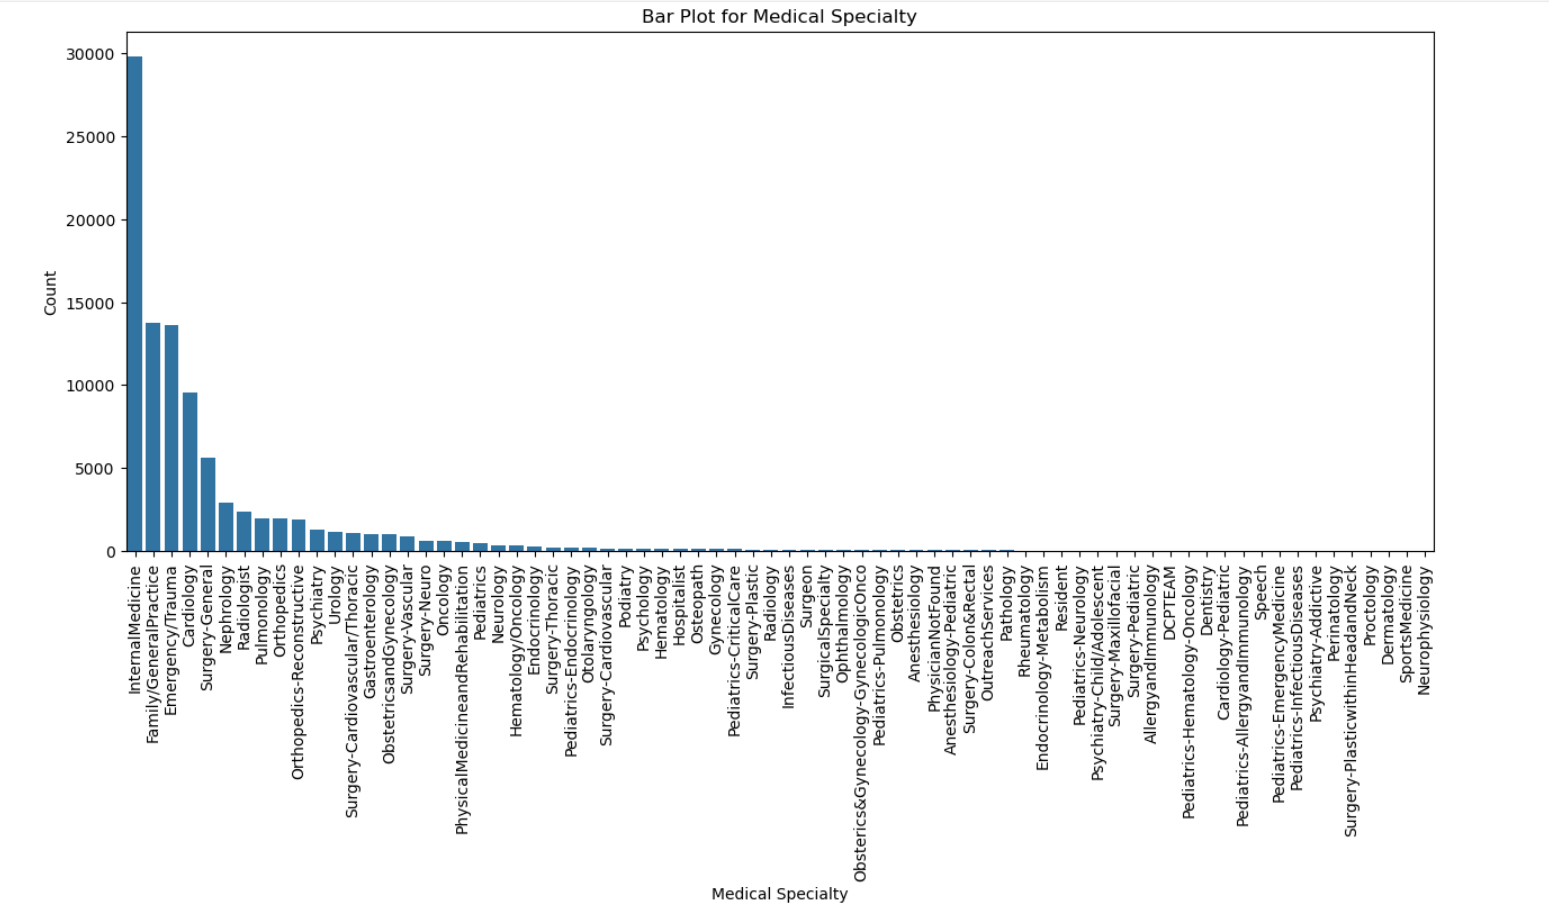 Bar Plot for Medical Specialty
30000
25000
20000
15000
10000
5000
0
Count
InternalMedicine
Family/GeneralPractice
Emergency/Trauma
Cardiology
Surgery-General
Nephrology
Radiologist
Pulmonology
Orthopedics
Orthopedics-Reconstructive
Psychiatry
Urology
Surgery-Cardiovascular/Thoracic
Gastroenterology
ObstetricsandGynecology
Surgery-Vascular
Surgery-Neuro
Oncology
PhysicalMedicineandRehabilitation
Pediatrics
Neurology
Hematology/Oncology
Endocrinology
Surgery-Thoracic
Pediatrics-Endocrinology
Otolaryngology
Surgery-Cardiovascular
Podiatry
Psychology
Hematology
Hospitalist
Osteopath
Gynecology
Pediatrics-CriticalCare
Surgery-Plastic
Radiology
InfectiousDiseases
Surgeon
SurgicalSpecialty
Ophthalmology
Obsterics&Gynecology-GynecologicOnco
Pediatrics-Pulmonology
Obstetrics
Anesthesiology
PhysicianNotFound
Anesthesiology-Pediatric
Surgery-Colon&Rectal
OutreachServices
Pathology
Rheumatology
Endocrinology-Metabolism
Resident
Pediatrics-Neurology
Psychiatry-Child/Adolescent
Surgery-Maxillofacial
Surgery-Pediatric
AllergyandImmunology
DCPTEAM
Pediatrics-Hematology-Oncology
Dentistry
Cardiology-Pediatric
Pediatrics-AllergyandImmunology
Speech
Pediatrics-EmergencyMedicine
Pediatrics-InfectiousDiseases
Psychiatry-Addictive
Perinatology
Surgery-PlasticwithinHeadandNeck
Proctology
Dermatology
SportsMedicine
Neurophysiology
Medical Specialty